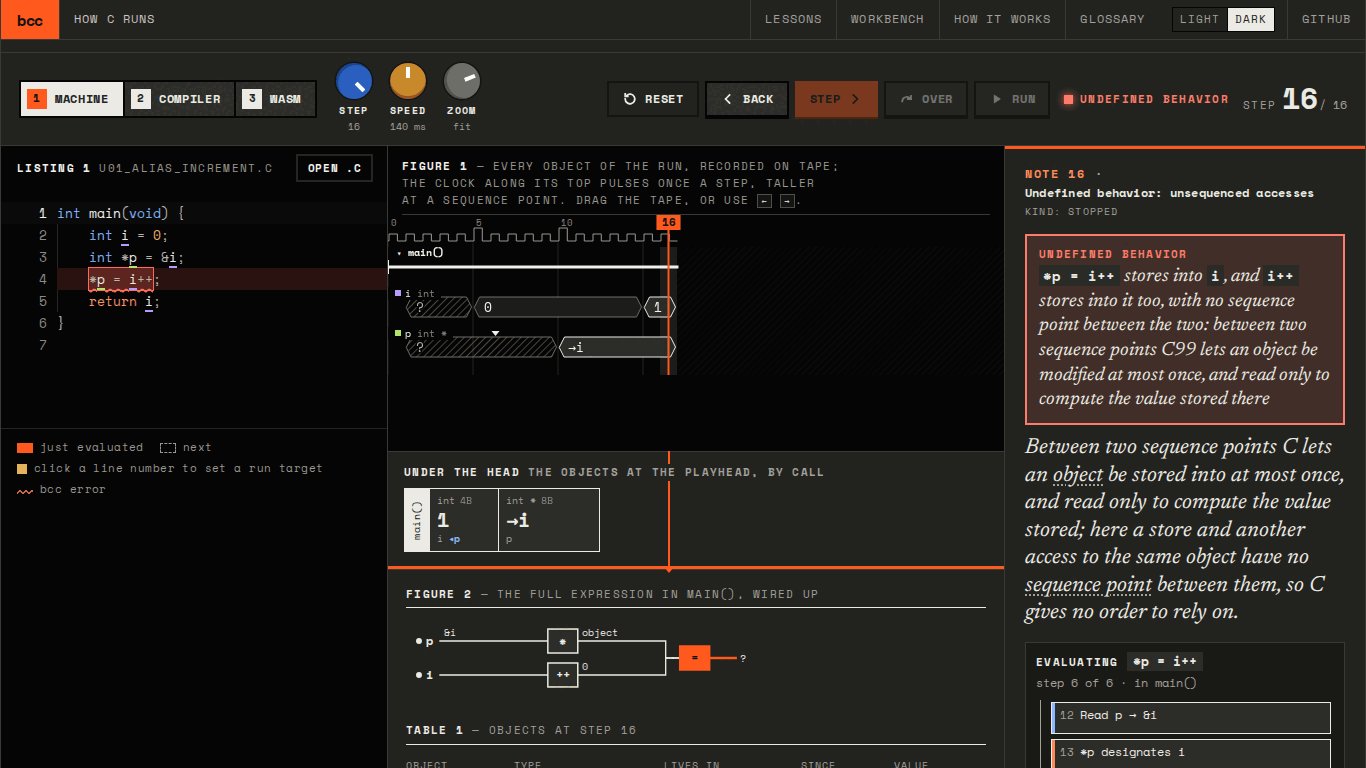 bcc HOW C RUNS LESSONS WORKBENCH HOW IT WORKS GLOSSARY LIGHT DARK GITHUB
1 MACHINE 2 COMPILER 3 WASM
STEP SPEED ZOOM
16 140 ms fit
RESET BACK STEP OVER RUN UNDEFINED BEHAVIOR STEP 16 / 16
LISTING 1 U01_ALIAS_INCREMENT.C OPEN .C
1 int main(void) {
2 int i = 0;
3 int *p = &i;
4 *p = i++;
5 return i;
6 }
7
just evaluated next
click a line number to set a run target
bcc error
FIGURE 1 — EVERY OBJECT OF THE RUN, RECORDED ON TAPE;
THE CLOCK ALONG ITS TOP PULSES ONCE A STEP, TALLER
AT A SEQUENCE POINT. DRAG THE TAPE, OR USE ← →.
0 5 10 16
▾ main()
i int
? 0 1
p int *
? →i
UNDER THE HEAD THE OBJECTS AT THE PLAYHEAD, BY CALL
main()
int 4B int * 8B
1 →i
i ◂p p
FIGURE 2 — THE FULL EXPRESSION IN MAIN(), WIRED UP
p &i * object
= ?
i ++ 0
TABLE 1 — OBJECTS AT STEP 16
OBJECT TYPE LIVES IN SINCE VALUE
NOTE 16 ·
Undefined behavior: unsequenced accesses
KIND: STOPPED
UNDEFINED BEHAVIOR
*p = i++ stores into i, and i++
stores into it too, with no sequence
point between the two: between two
sequence points C99 lets an object be
modified at most once, and read only to
compute the value stored there
Between two sequence points C lets
an object be stored into at most once,
and read only to compute the value
stored; here a store and another
access to the same object have no
sequence point between them, so C
gives no order to rely on.
EVALUATING *p = i++
step 6 of 6 · in main()
12 Read p → &i
13 *p designates i